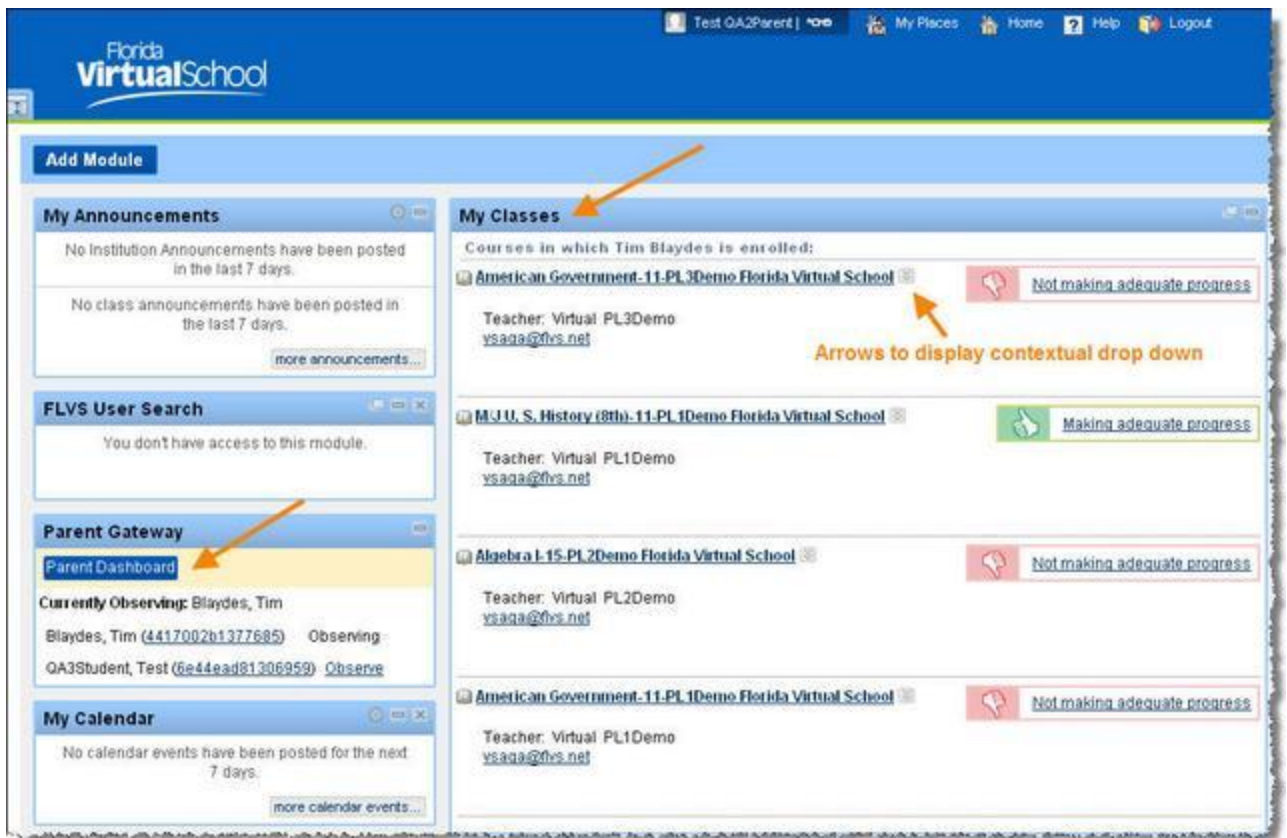 Test QA2Parent |
My Places
Home
Help
Logout
Florida
VirtualSchool
Add Module
My Announcements
No Institution Announcements have been posted
in the last 7 days.
No class announcements have been posted in
the last 7 days.
more announcements...
FLVS User Search
You don't have access to this module.
Parent Gateway
Parent Dashboard
Currently Observing: Blaydes, Tim
Blaydes, Tim (4417002b1377685) Observing
QA3Student, Test (6e44ead81306959) Observe
My Calendar
No calendar events have been posted for the next
7 days.
more calendar events...
My Classes
Courses in which Tim Blaydes is enrolled:
American Government-11-PL3Demo Florida Virtual School
Not making adequate progress
Teacher: Virtual PL3Demo
vsaga@flvs.net
Arrows to display contextual drop down
M/J U. S. History (8th)-11-PL1Demo Florida Virtual School
Making adequate progress
Teacher: Virtual PL1Demo
vsaga@flvs.net
Algebra I-15-PL2Demo Florida Virtual School
Not making adequate progress
Teacher: Virtual PL2Demo
vsaga@flvs.net
American Government-11-PL1Demo Florida Virtual School
Not making adequate progress
Teacher: Virtual PL1Demo
vsaga@flvs.net